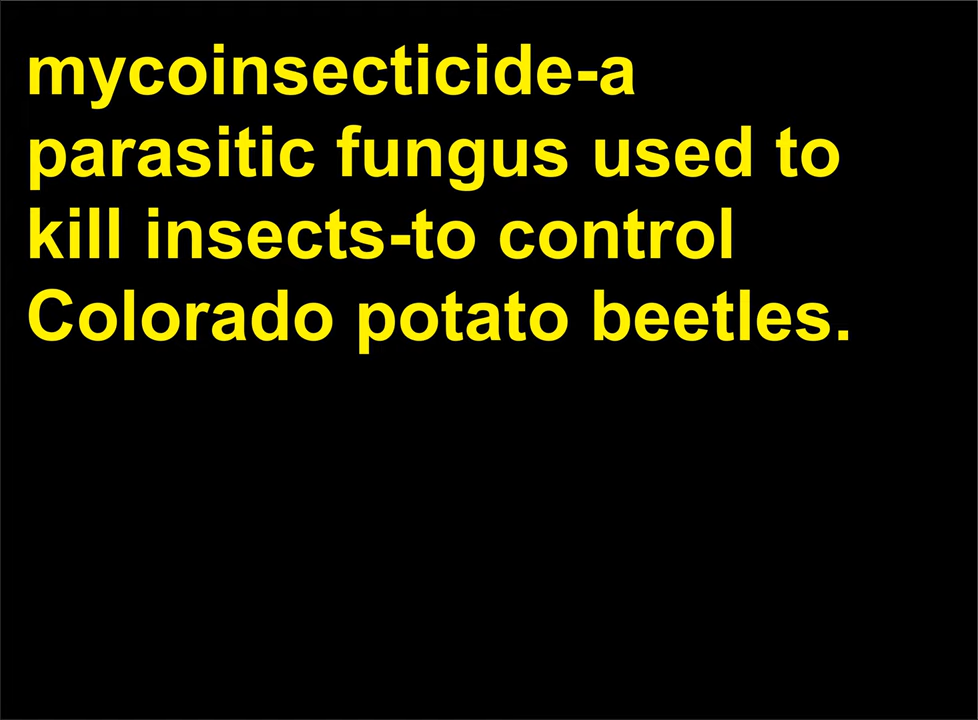 mycoinsecticide-a
parasitic fungus used to
kill insects-to control
Colorado potato beetles.